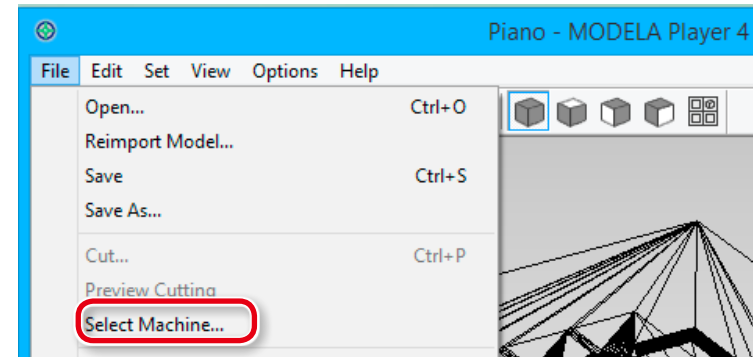 Piano - MODELA Player 4
File Edit Set View Options Help
Open... Ctrl+O
Reimport Model...
Save Ctrl+S
Save As...
Cut... Ctrl+P
Preview Cutting
Select Machine...